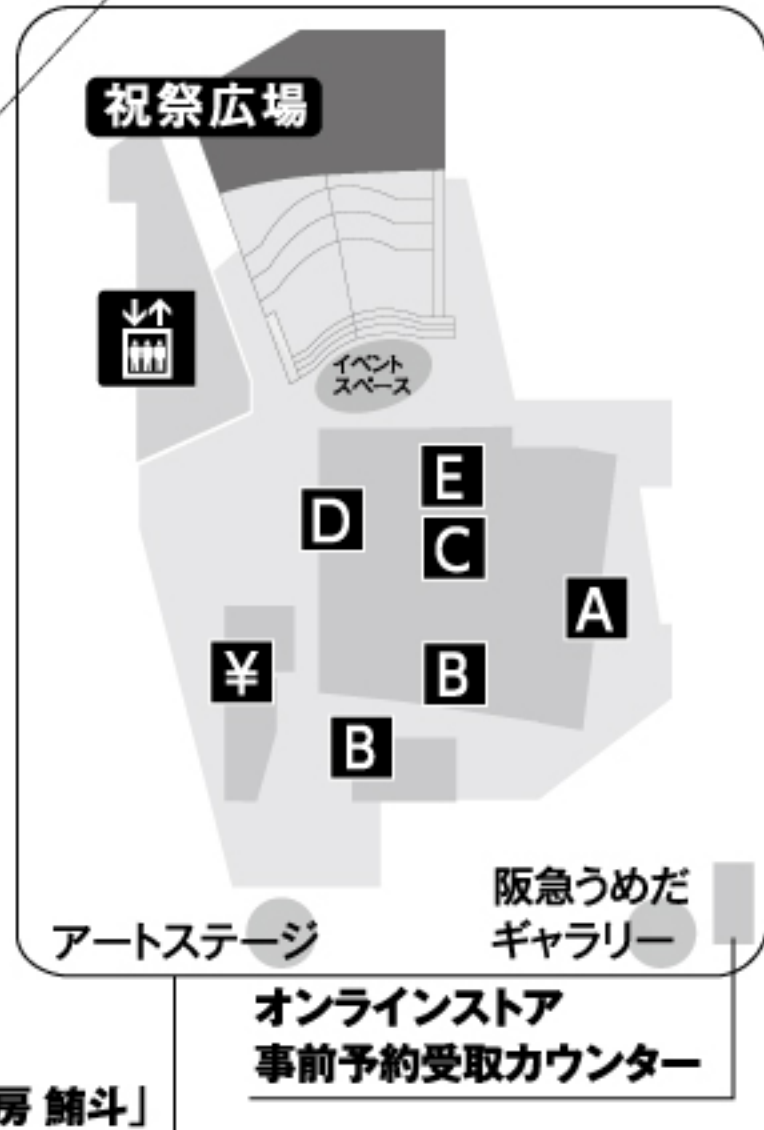 祝祭広場
イベント
スペース
E
D
C
A
¥
B
B
阪急うめだ
ギャラリー
アートステージ
オンラインストア
事前予約受取カウンター
房 鮪斗」